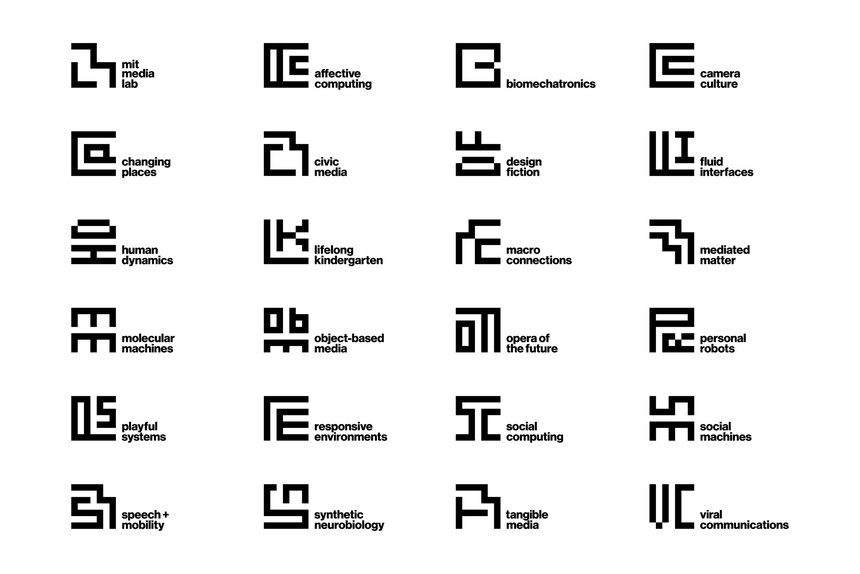 mit
media
lab
affective
computing
biomechatronics
camera
culture
changing
places
civic
media
design
fiction
fluid
interfaces
human
dynamics
lifelong
kindergarten
macro
connections
mediated
matter
molecular
machines
object-based
media
opera of
the future
personal
robots
playful
systems
responsive
environments
social
computing
social
machines
speech +
mobility
synthetic
neurobiology
tangible
media
viral
communications